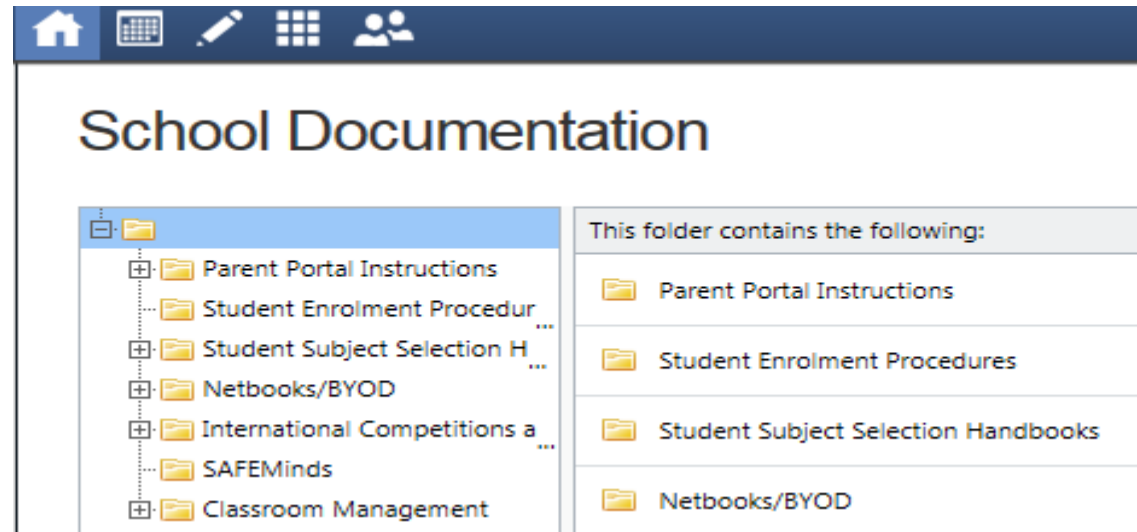 School Documentation
Parent Portal Instructions
Student Enrolment Procedur...
Student Subject Selection H...
Netbooks/BYOD
International Competitions a...
SAFEMinds
Classroom Management
This folder contains the following:
Parent Portal Instructions
Student Enrolment Procedures
Student Subject Selection Handbooks
Netbooks/BYOD